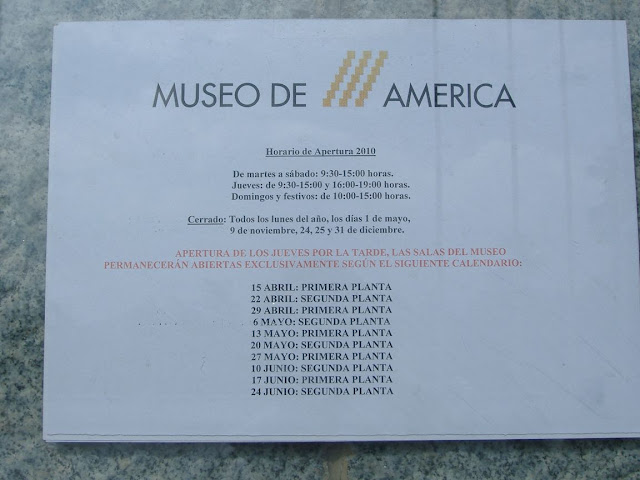 MUSEO DE AMERICA
Horario de Apertura 2010
De martes a sábado: 9:30-15:00 horas.
Jueves: de 9:30-15:00 y 16:00-19:00 horas.
Domingos y festivos: de 10:00-15:00 horas.
Cerrado: Todos los lunes del año, los días 1 de mayo,
9 de noviembre, 24, 25 y 31 de diciembre.
APERTURA DE LOS JUEVES POR LA TARDE, LAS SALAS DEL MUSEO
PERMANECERÁN ABIERTAS EXCLUSIVAMENTE SEGÚN EL SIGUIENTE CALENDARIO:
15 ABRIL: PRIMERA PLANTA
22 ABRIL: SEGUNDA PLANTA
29 ABRIL: PRIMERA PLANTA
6 MAYO: SEGUNDA PLANTA
13 MAYO: PRIMERA PLANTA
20 MAYO: SEGUNDA PLANTA
27 MAYO: PRIMERA PLANTA
10 JUNIO: SEGUNDA PLANTA
17 JUNIO: PRIMERA PLANTA
24 JUNIO: SEGUNDA PLANTA